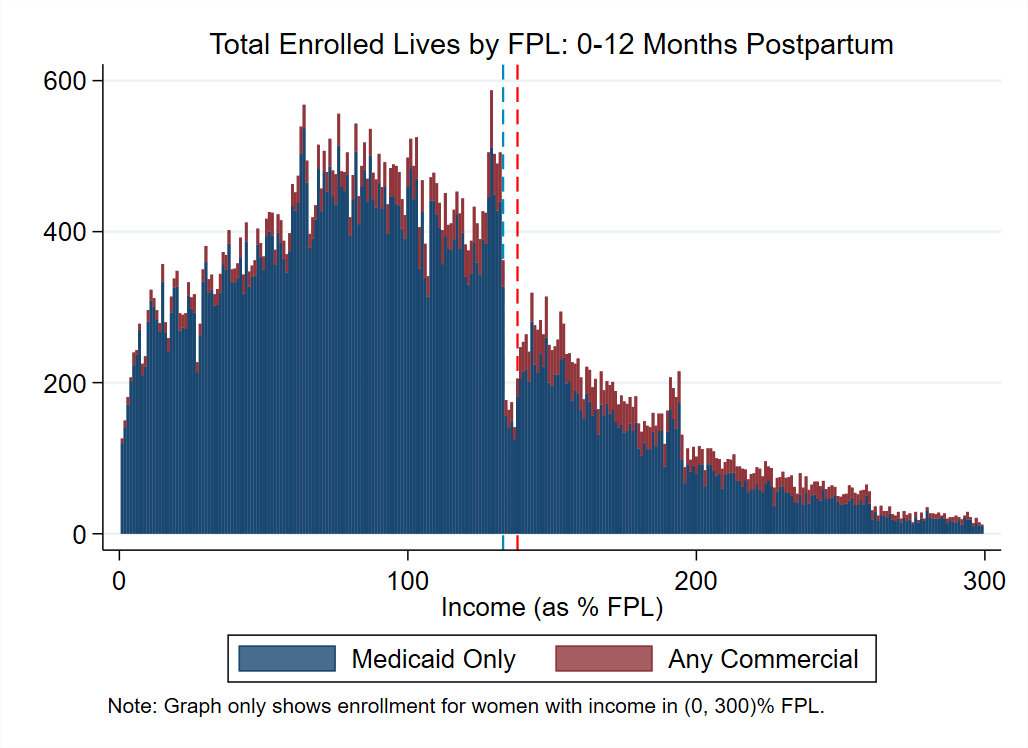 Total Enrolled Lives by FPL: 0-12 Months Postpartum
600
400
200
0
0 100 200 300
Income (as % FPL)
Medicaid Only Any Commercial
Note: Graph only shows enrollment for women with income in (0, 300)% FPL.